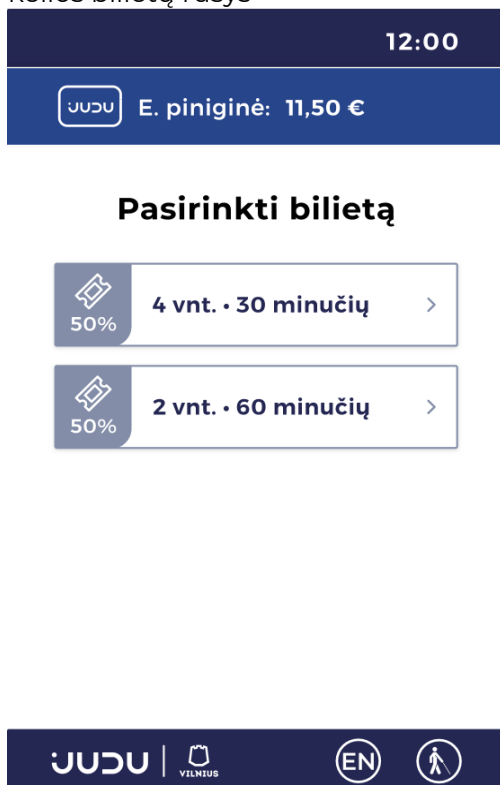 12:00
JUDU E. piniginė: 11,50 €
Pasirinkti bilietą
50% 4 vnt. • 30 minučių
50% 2 vnt. • 60 minučių
JUDU VILNIUS EN